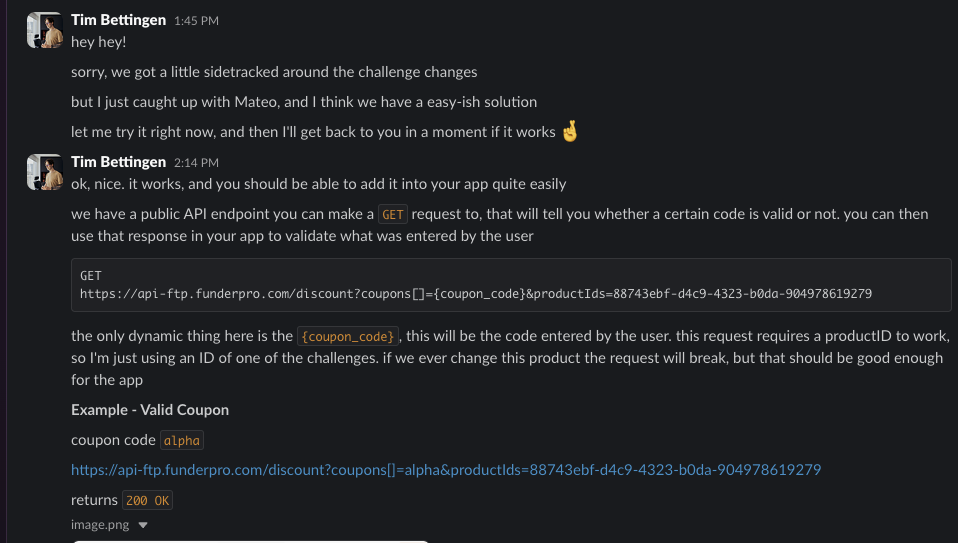 Tim Bettingen 1:45 PM
hey hey!
sorry, we got a little sidetracked around the challenge changes
but I just caught up with Mateo, and I think we have a easy-ish solution
let me try it right now, and then I'll get back to you in a moment if it works 🤞
Tim Bettingen 2:14 PM
ok, nice. it works, and you should be able to add it into your app quite easily
we have a public API endpoint you can make a GET request to, that will tell you whether a certain code is valid or not. you can then
use that response in your app to validate what was entered by the user
GET
https://api-ftp.funderpro.com/discount?coupons[]={coupon_code}&productIds=88743ebf-d4c9-4323-b0da-904978619279
the only dynamic thing here is the {coupon_code}, this will be the code entered by the user. this request requires a productID to work,
so I'm just using an ID of one of the challenges. if we ever change this product the request will break, but that should be good enough
for the app
Example - Valid Coupon
coupon code alpha
https://api-ftp.funderpro.com/discount?coupons[]=alpha&productIds=88743ebf-d4c9-4323-b0da-904978619279
returns 200 OK
image.png